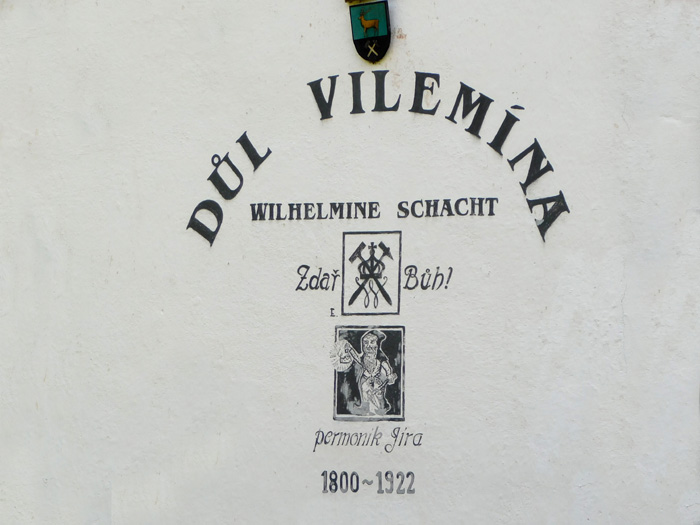 DŮL VILEMÍNA
WILHELMINE SCHACHT
Zdař Bůh!
E.
permoník Jíra
1800~1922